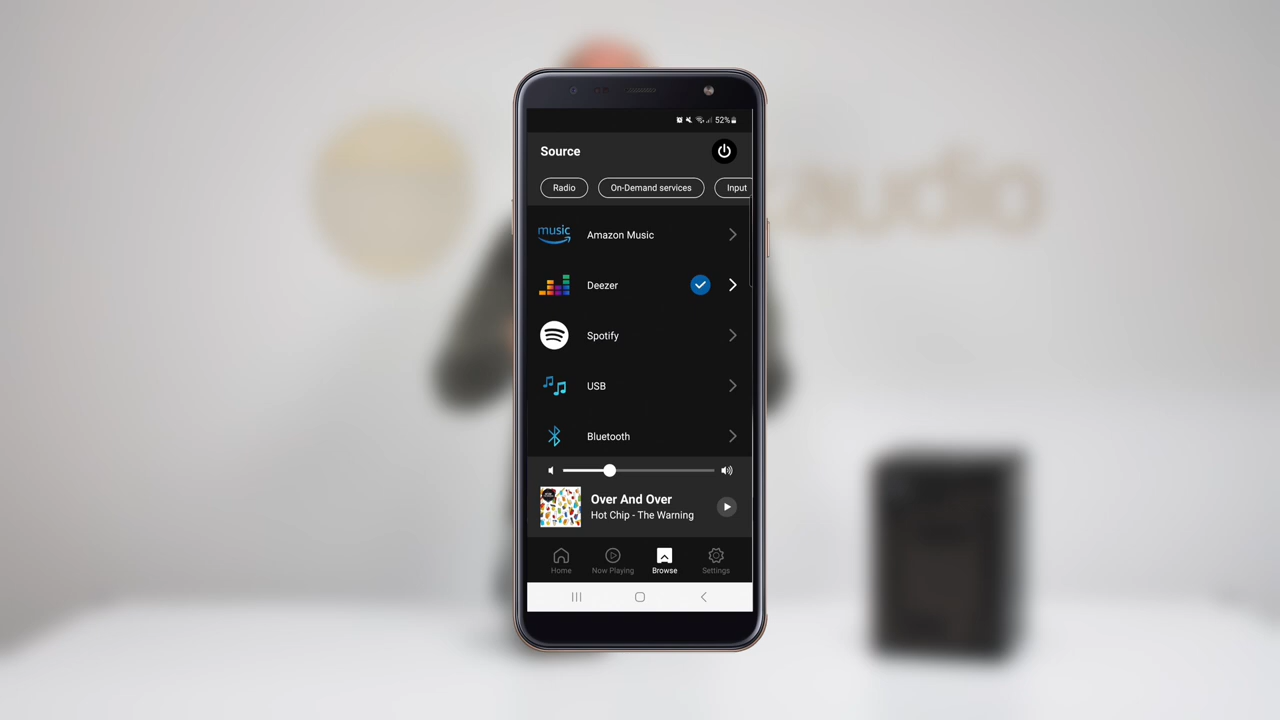 52%
Source
Radio
On-Demand services
Input
music
Amazon Music
Deezer
Spotify
USB
Bluetooth
Over And Over
Hot Chip - The Warning
Home
Now Playing
Browse
Settings
audio